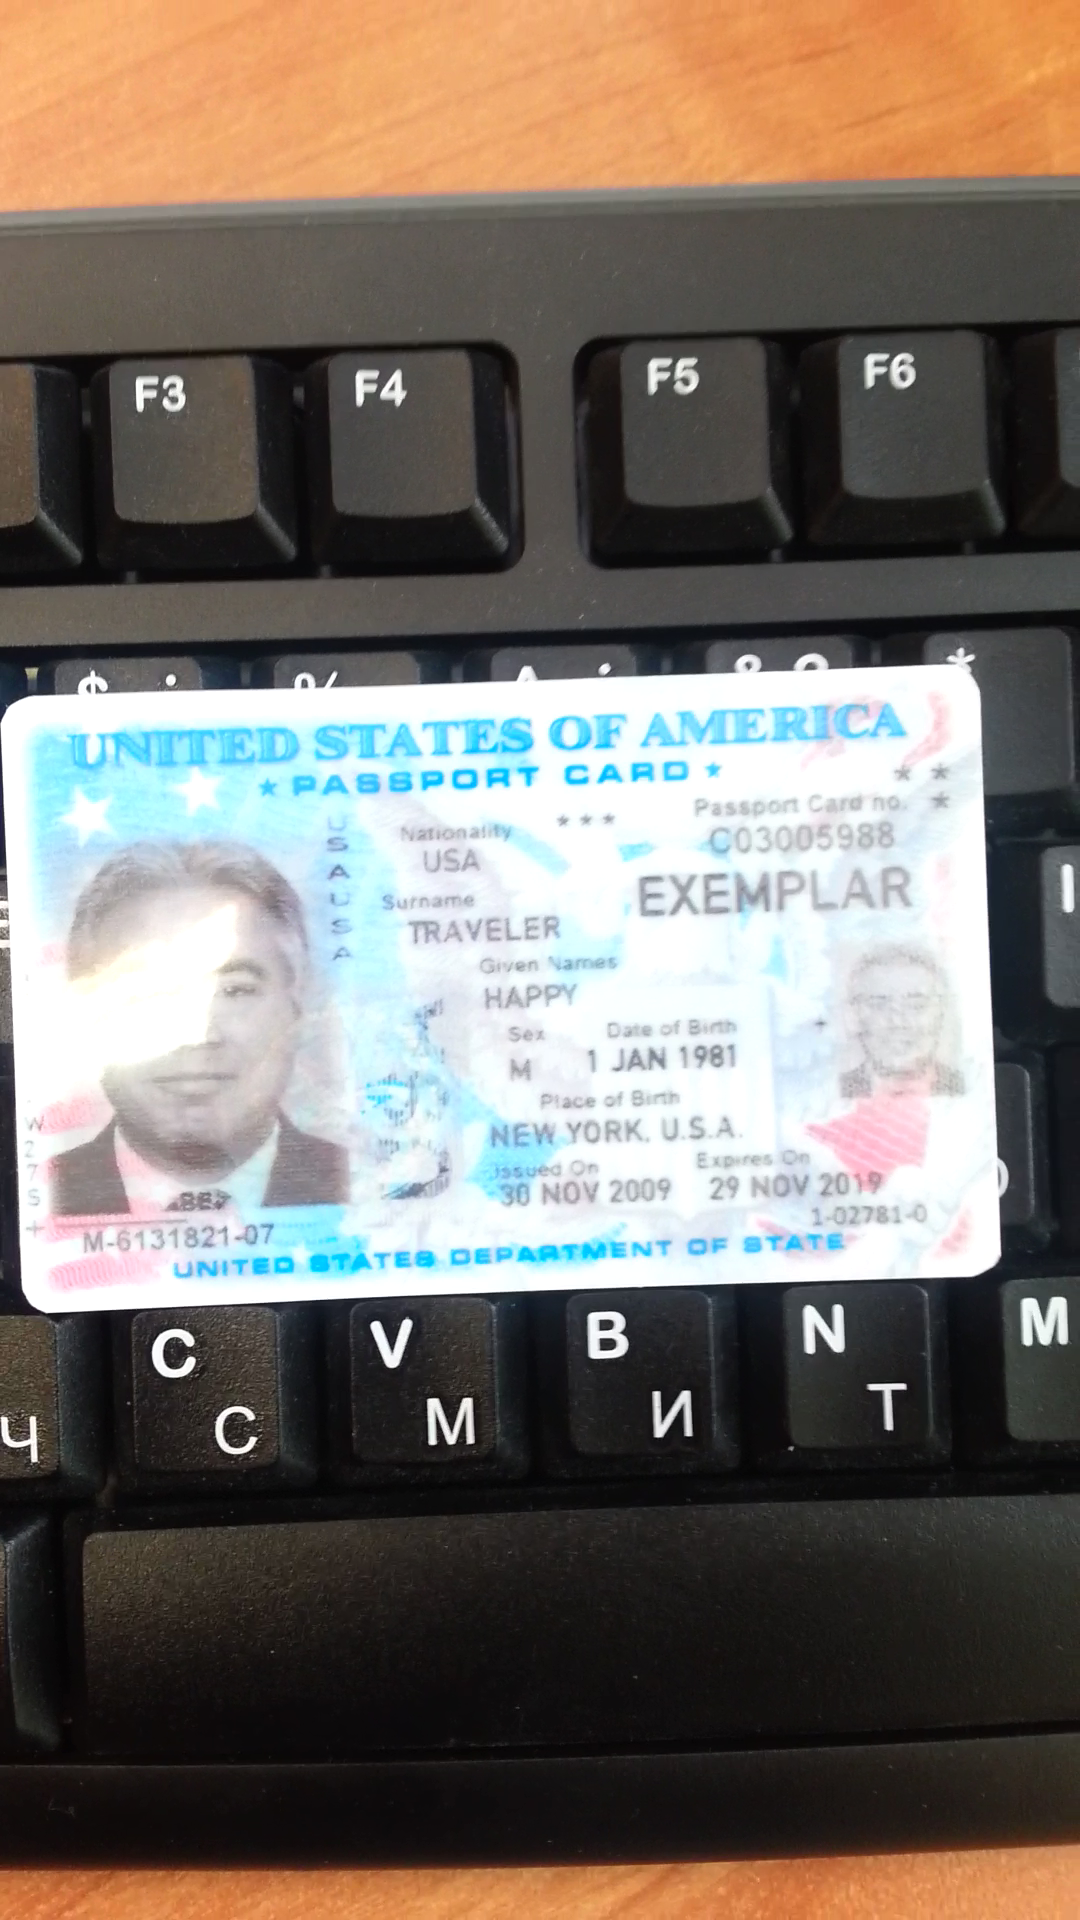 F3 F4 F5 F6
$ % & *
UNITED STATES OF AMERICA
★ PASSPORT CARD ★
USAUSA
Nationality
USA
Passport Card no.
C03005988
EXEMPLAR
Surname
TRAVELER
Given Names
HAPPY
Sex Date of Birth
M 1 JAN 1981
Place of Birth
NEW YORK, U.S.A.
Issued On Expires On
30 NOV 2009 29 NOV 2019
1-02781-0
M-6131821-07
UNITED STATES DEPARTMENT OF STATE
C V B N M
Ч С М И Т